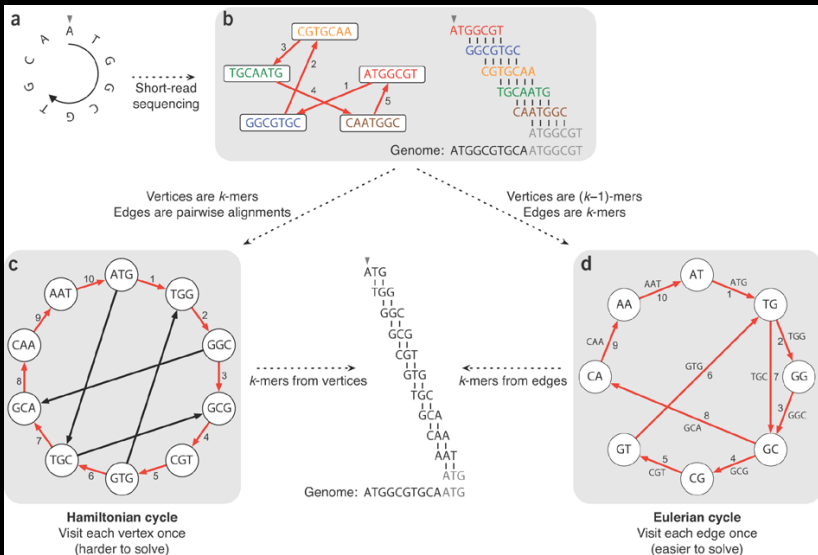 a
A
T
G
G
C
G
T
G
C
A
Short-read
sequencing
b
CGTGCAA
TGCAATG
ATGGCGT
GGCGTGC
CAATGGC
3
2
1
4
5
ATGGCGT
GGCGTGC
CGTGCAA
TGCAATG
CAATGGC
ATGGCGT
Genome: ATGGCGTGCAATGGCGT
Vertices are k-mers
Edges are pairwise alignments
Vertices are (k–1)-mers
Edges are k-mers
c
ATG
TGG
GGC
GCG
CGT
GTG
TGC
GCA
CAA
AAT
1
2
3
4
5
6
7
8
9
10
Hamiltonian cycle
Visit each vertex once
(harder to solve)
k-mers from vertices
ATG
TGG
GGC
GCG
CGT
GTG
TGC
GCA
CAA
AAT
ATG
Genome: ATGGCGTGCAATG
k-mers from edges
d
AT
TG
GG
GC
CG
GT
CA
AA
ATG
1
TGG
2
GGC
3
4
GCG
5
CGT
GTG
6
TGC 7
8
GCA
CAA
9
AAT
10
Eulerian cycle
Visit each edge once
(easier to solve)